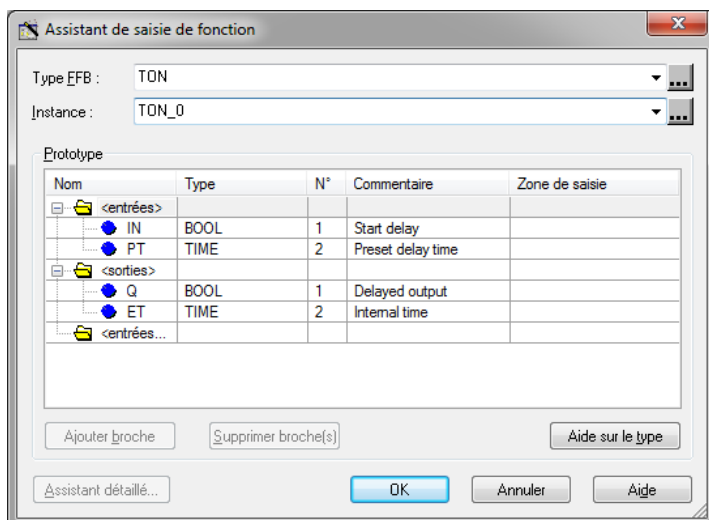 Assistant de saisie de fonction
Type FFB : TON ...
Instance : TON_0 ...
Prototype
Nom Type N° Commentaire Zone de saisie
<entrées>
IN BOOL 1 Start delay
PT TIME 2 Preset delay time
<sorties>
Q BOOL 1 Delayed output
ET TIME 2 Internal time
<entrées...
Ajouter broche Supprimer broche(s) Aide sur le type
Assistant détaillé... OK Annuler Aide